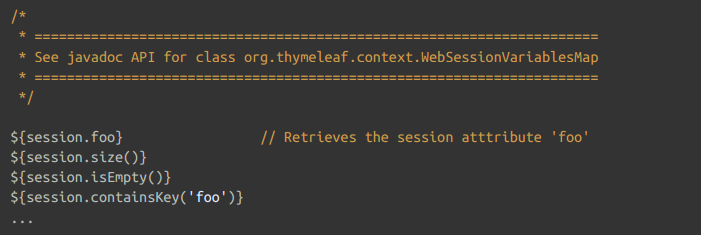 /*
 * ======================================================================
 * See javadoc API for class org.thymeleaf.context.WebSessionVariablesMap
 * ======================================================================
 */
${session.foo}                 // Retrieves the session atttribute 'foo'
${session.size()}
${session.isEmpty()}
${session.containsKey('foo')}
...